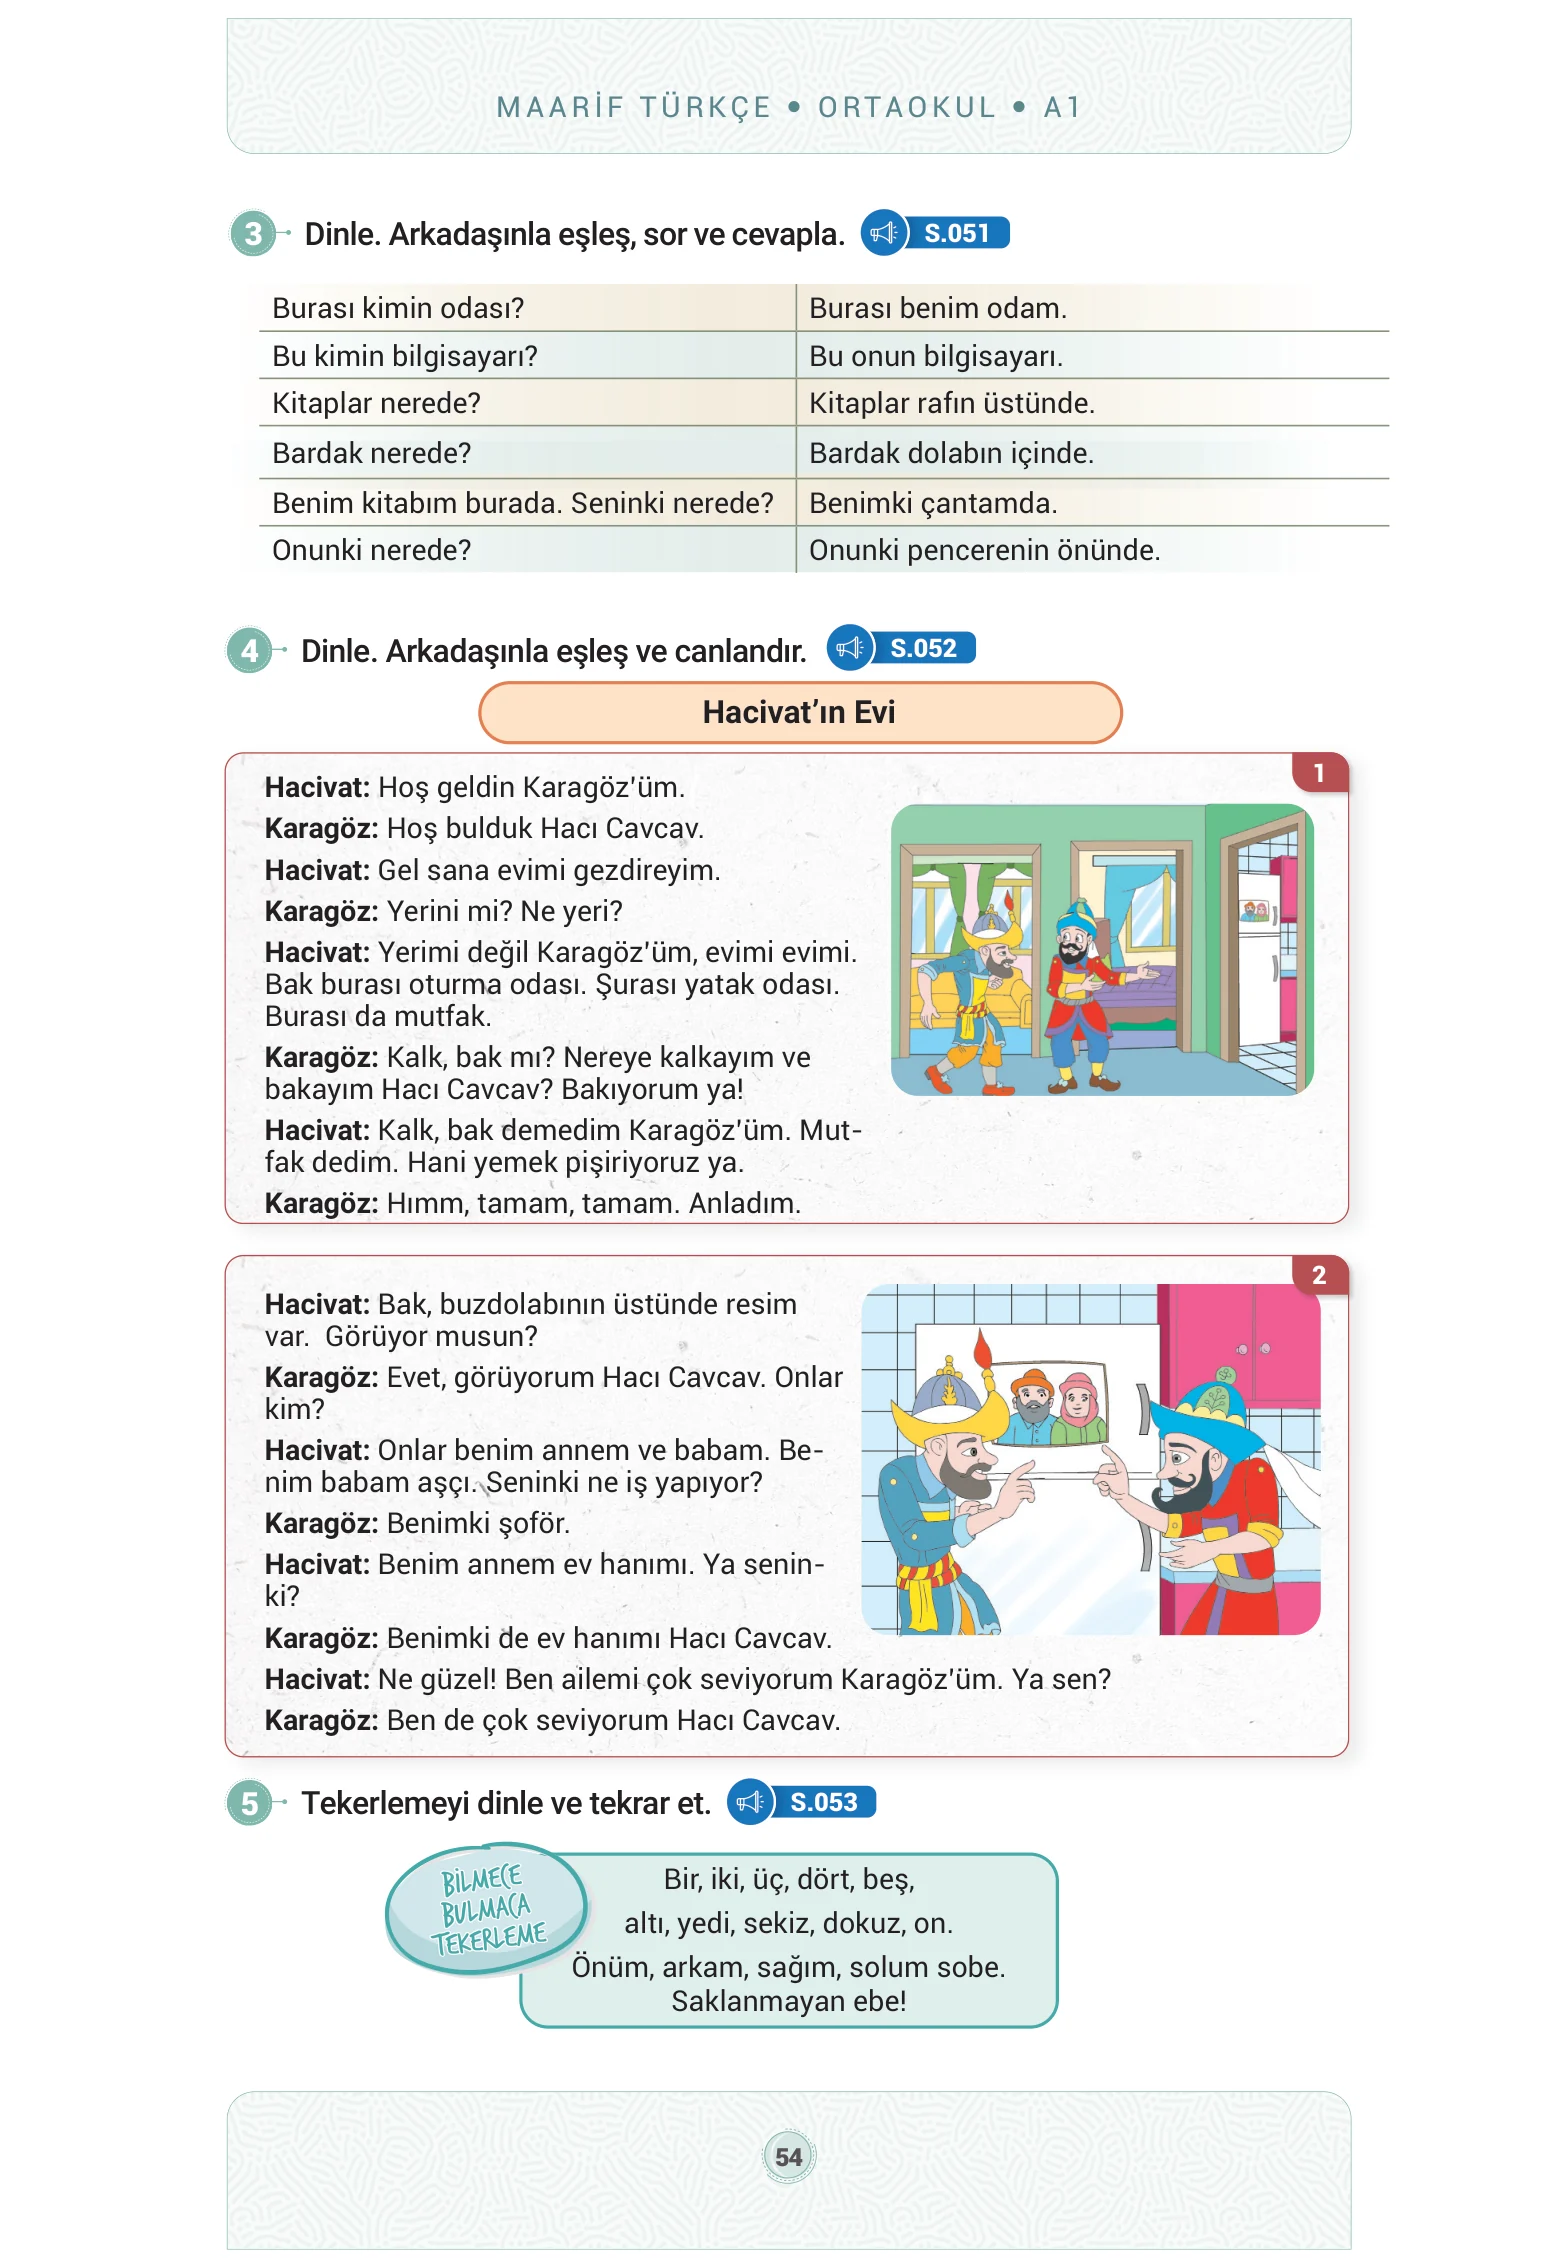 MAARİF TÜRKÇE • ORTAOKUL • A1
3 Dinle. Arkadaşınla eşleş, sor ve cevapla. S.051
Burası kimin odası? Burası benim odam.
Bu kimin bilgisayarı? Bu onun bilgisayarı.
Kitaplar nerede? Kitaplar rafın üstünde.
Bardak nerede? Bardak dolabın içinde.
Benim kitabım burada. Seninki nerede? Benimki çantamda.
Onunki nerede? Onunki pencerenin önünde.
4 Dinle. Arkadaşınla eşleş ve canlandır. S.052
Hacivat’ın Evi
1
Hacivat: Hoş geldin Karagöz’üm.
Karagöz: Hoş bulduk Hacı Cavcav.
Hacivat: Gel sana evimi gezdireyim.
Karagöz: Yerini mi? Ne yeri?
Hacivat: Yerimi değil Karagöz’üm, evimi evimi.
Bak burası oturma odası. Şurası yatak odası.
Burası da mutfak.
Karagöz: Kalk, bak mı? Nereye kalkayım ve
bakayım Hacı Cavcav? Bakıyorum ya!
Hacivat: Kalk, bak demedim Karagöz’üm. Mut-
fak dedim. Hani yemek pişiriyoruz ya.
Karagöz: Hımm, tamam, tamam. Anladım.
2
Hacivat: Bak, buzdolabının üstünde resim
var. Görüyor musun?
Karagöz: Evet, görüyorum Hacı Cavcav. Onlar
kim?
Hacivat: Onlar benim annem ve babam. Be-
nim babam aşçı. Seninki ne iş yapıyor?
Karagöz: Benimki şoför.
Hacivat: Benim annem ev hanımı. Ya senin-
ki?
Karagöz: Benimki de ev hanımı Hacı Cavcav.
Hacivat: Ne güzel! Ben ailemi çok seviyorum Karagöz’üm. Ya sen?
Karagöz: Ben de çok seviyorum Hacı Cavcav.
5 Tekerlemeyi dinle ve tekrar et. S.053
BİLMECE
BULMACA
TEKERLEME
Bir, iki, üç, dört, beş,
altı, yedi, sekiz, dokuz, on.
Önüm, arkam, sağım, solum sobe.
Saklanmayan ebe!
54